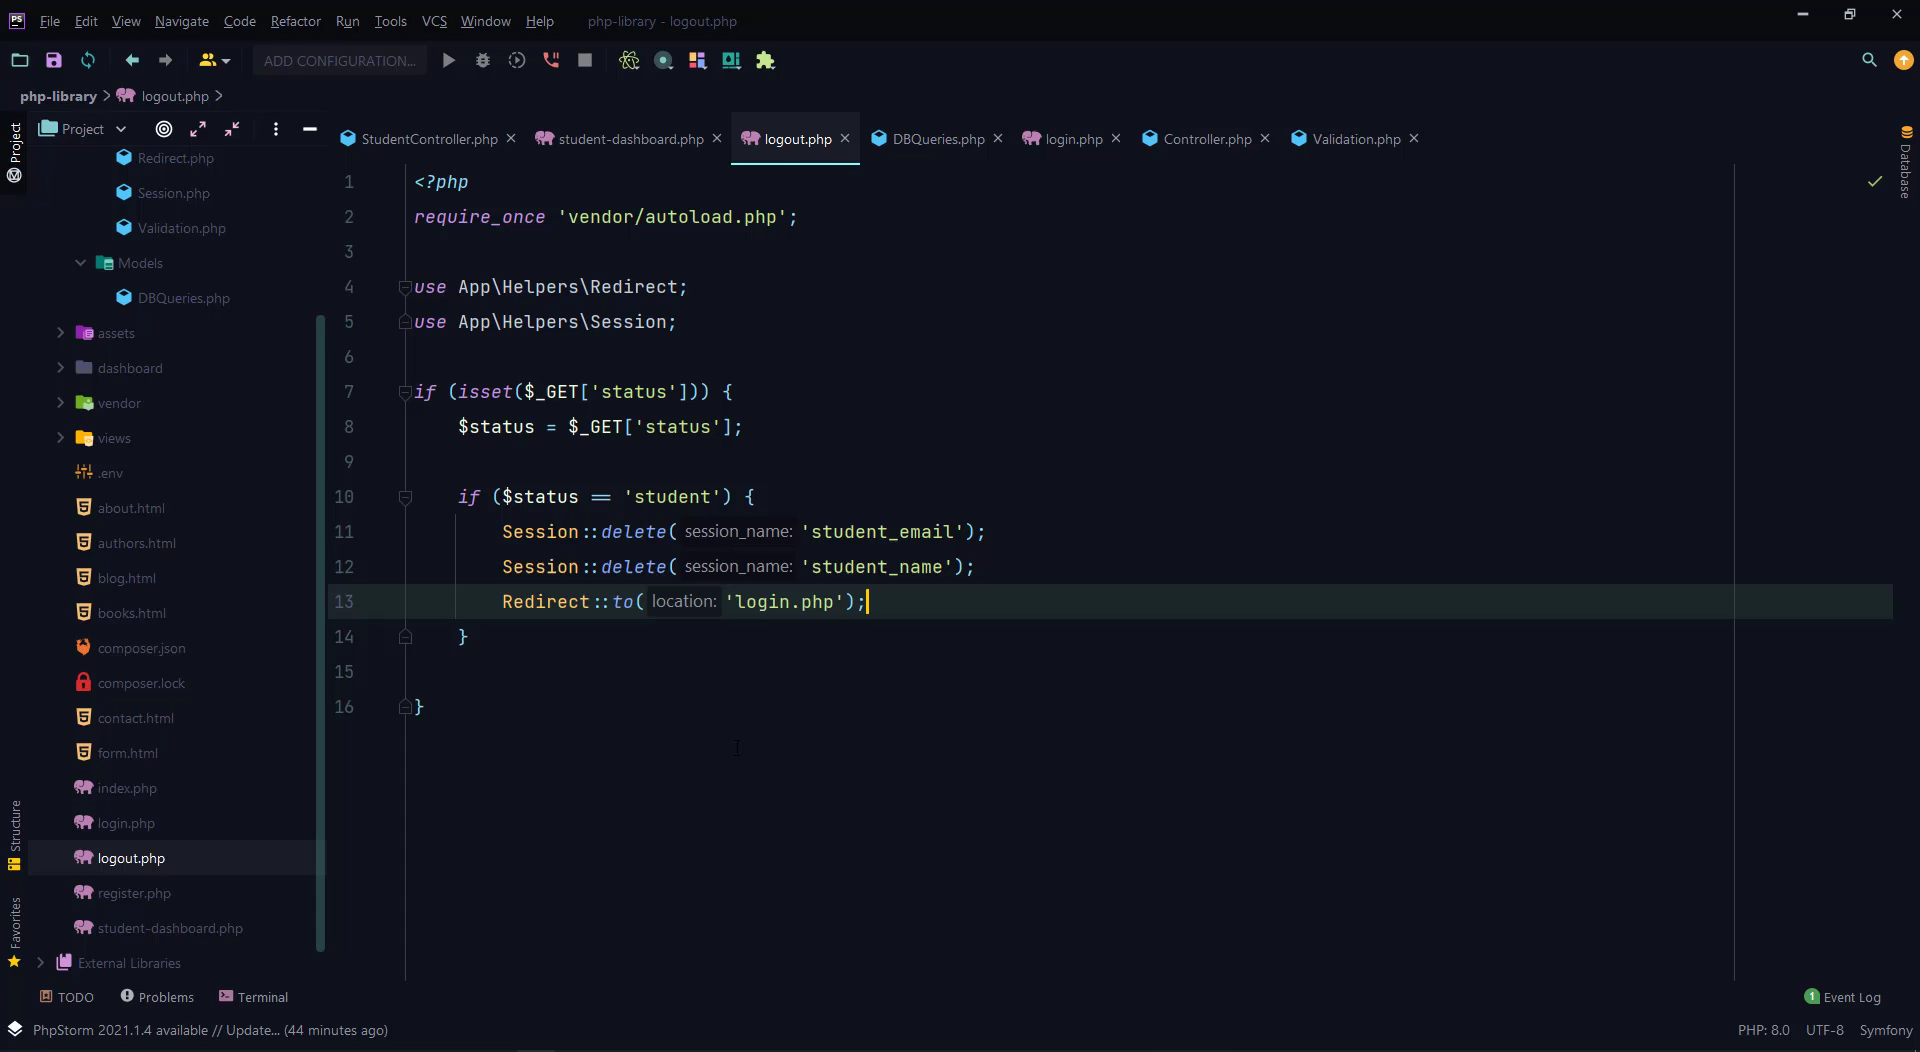 PS File Edit View Navigate Code Refactor Run Tools VCS Window Help php-library - logout.php
ADD CONFIGURATION...
php-library logout.php
Project
Project
StudentController.php student-dashboard.php logout.php DBQueries.php login.php Controller.php Validation.php
Database
Redirect.php
Session.php
Validation.php
Models
DBQueries.php
assets
dashboard
vendor
views
.env
about.html
authors.html
blog.html
books.html
composer.json
composer.lock
contact.html
form.html
index.php
login.php
logout.php
register.php
student-dashboard.php
External Libraries
Structure
Favorites
1 <?php
2 require_once 'vendor/autoload.php';
3
4 use App\Helpers\Redirect;
5 use App\Helpers\Session;
6
7 if (isset($_GET['status'])) {
8 $status = $_GET['status'];
9
10 if ($status == 'student') {
11 Session::delete( session_name: 'student_email');
12 Session::delete( session_name: 'student_name');
13 Redirect::to( location: 'login.php');
14 }
15
16 }
TODO Problems Terminal 1 Event Log
PhpStorm 2021.1.4 available // Update... (44 minutes ago) PHP: 8.0 UTF-8 Symfony